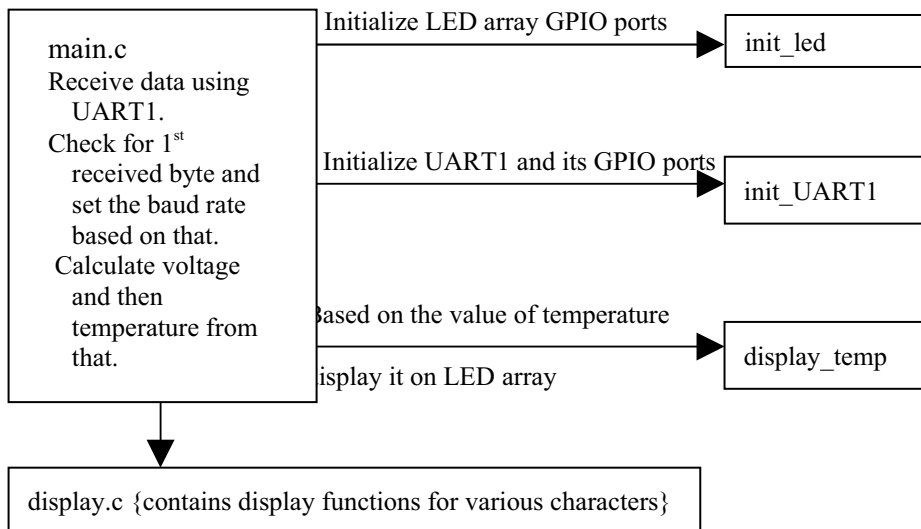 main.c
Receive data using
UART1.
Check for 1st
received byte and
set the baud rate
based on that.
Calculate voltage
and then
temperature from
that.
Initialize LED array GPIO ports
init_led
Initialize UART1 and its GPIO ports
init_UART1
Based on the value of temperature
display it on LED array
display_temp
display.c {contains display functions for various characters}